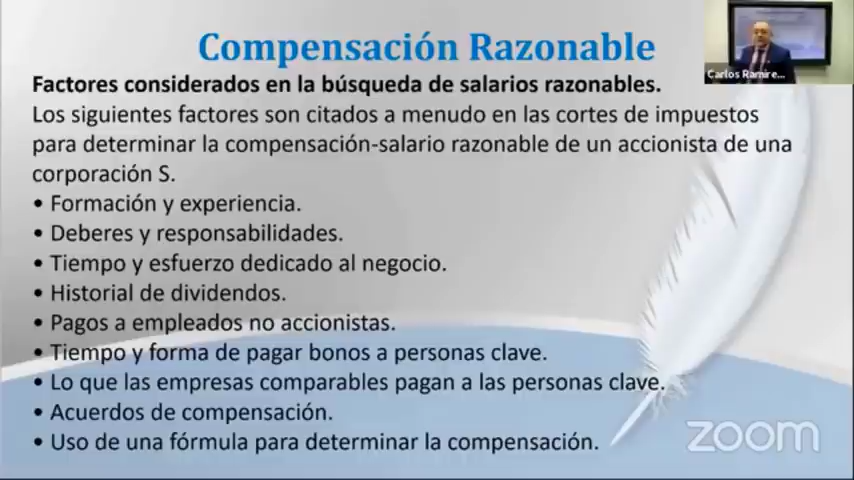 Compensación Razonable
Carlos Ramire...
Factores considerados en la búsqueda de salarios razonables.
Los siguientes factores son citados a menudo en las cortes de impuestos
para determinar la compensación-salario razonable de un accionista de una
corporación S.
• Formación y experiencia.
• Deberes y responsabilidades.
• Tiempo y esfuerzo dedicado al negocio.
• Historial de dividendos.
• Pagos a empleados no accionistas.
• Tiempo y forma de pagar bonos a personas clave.
• Lo que las empresas comparables pagan a las personas clave.
• Acuerdos de compensación.
• Uso de una fórmula para determinar la compensación.
zoom